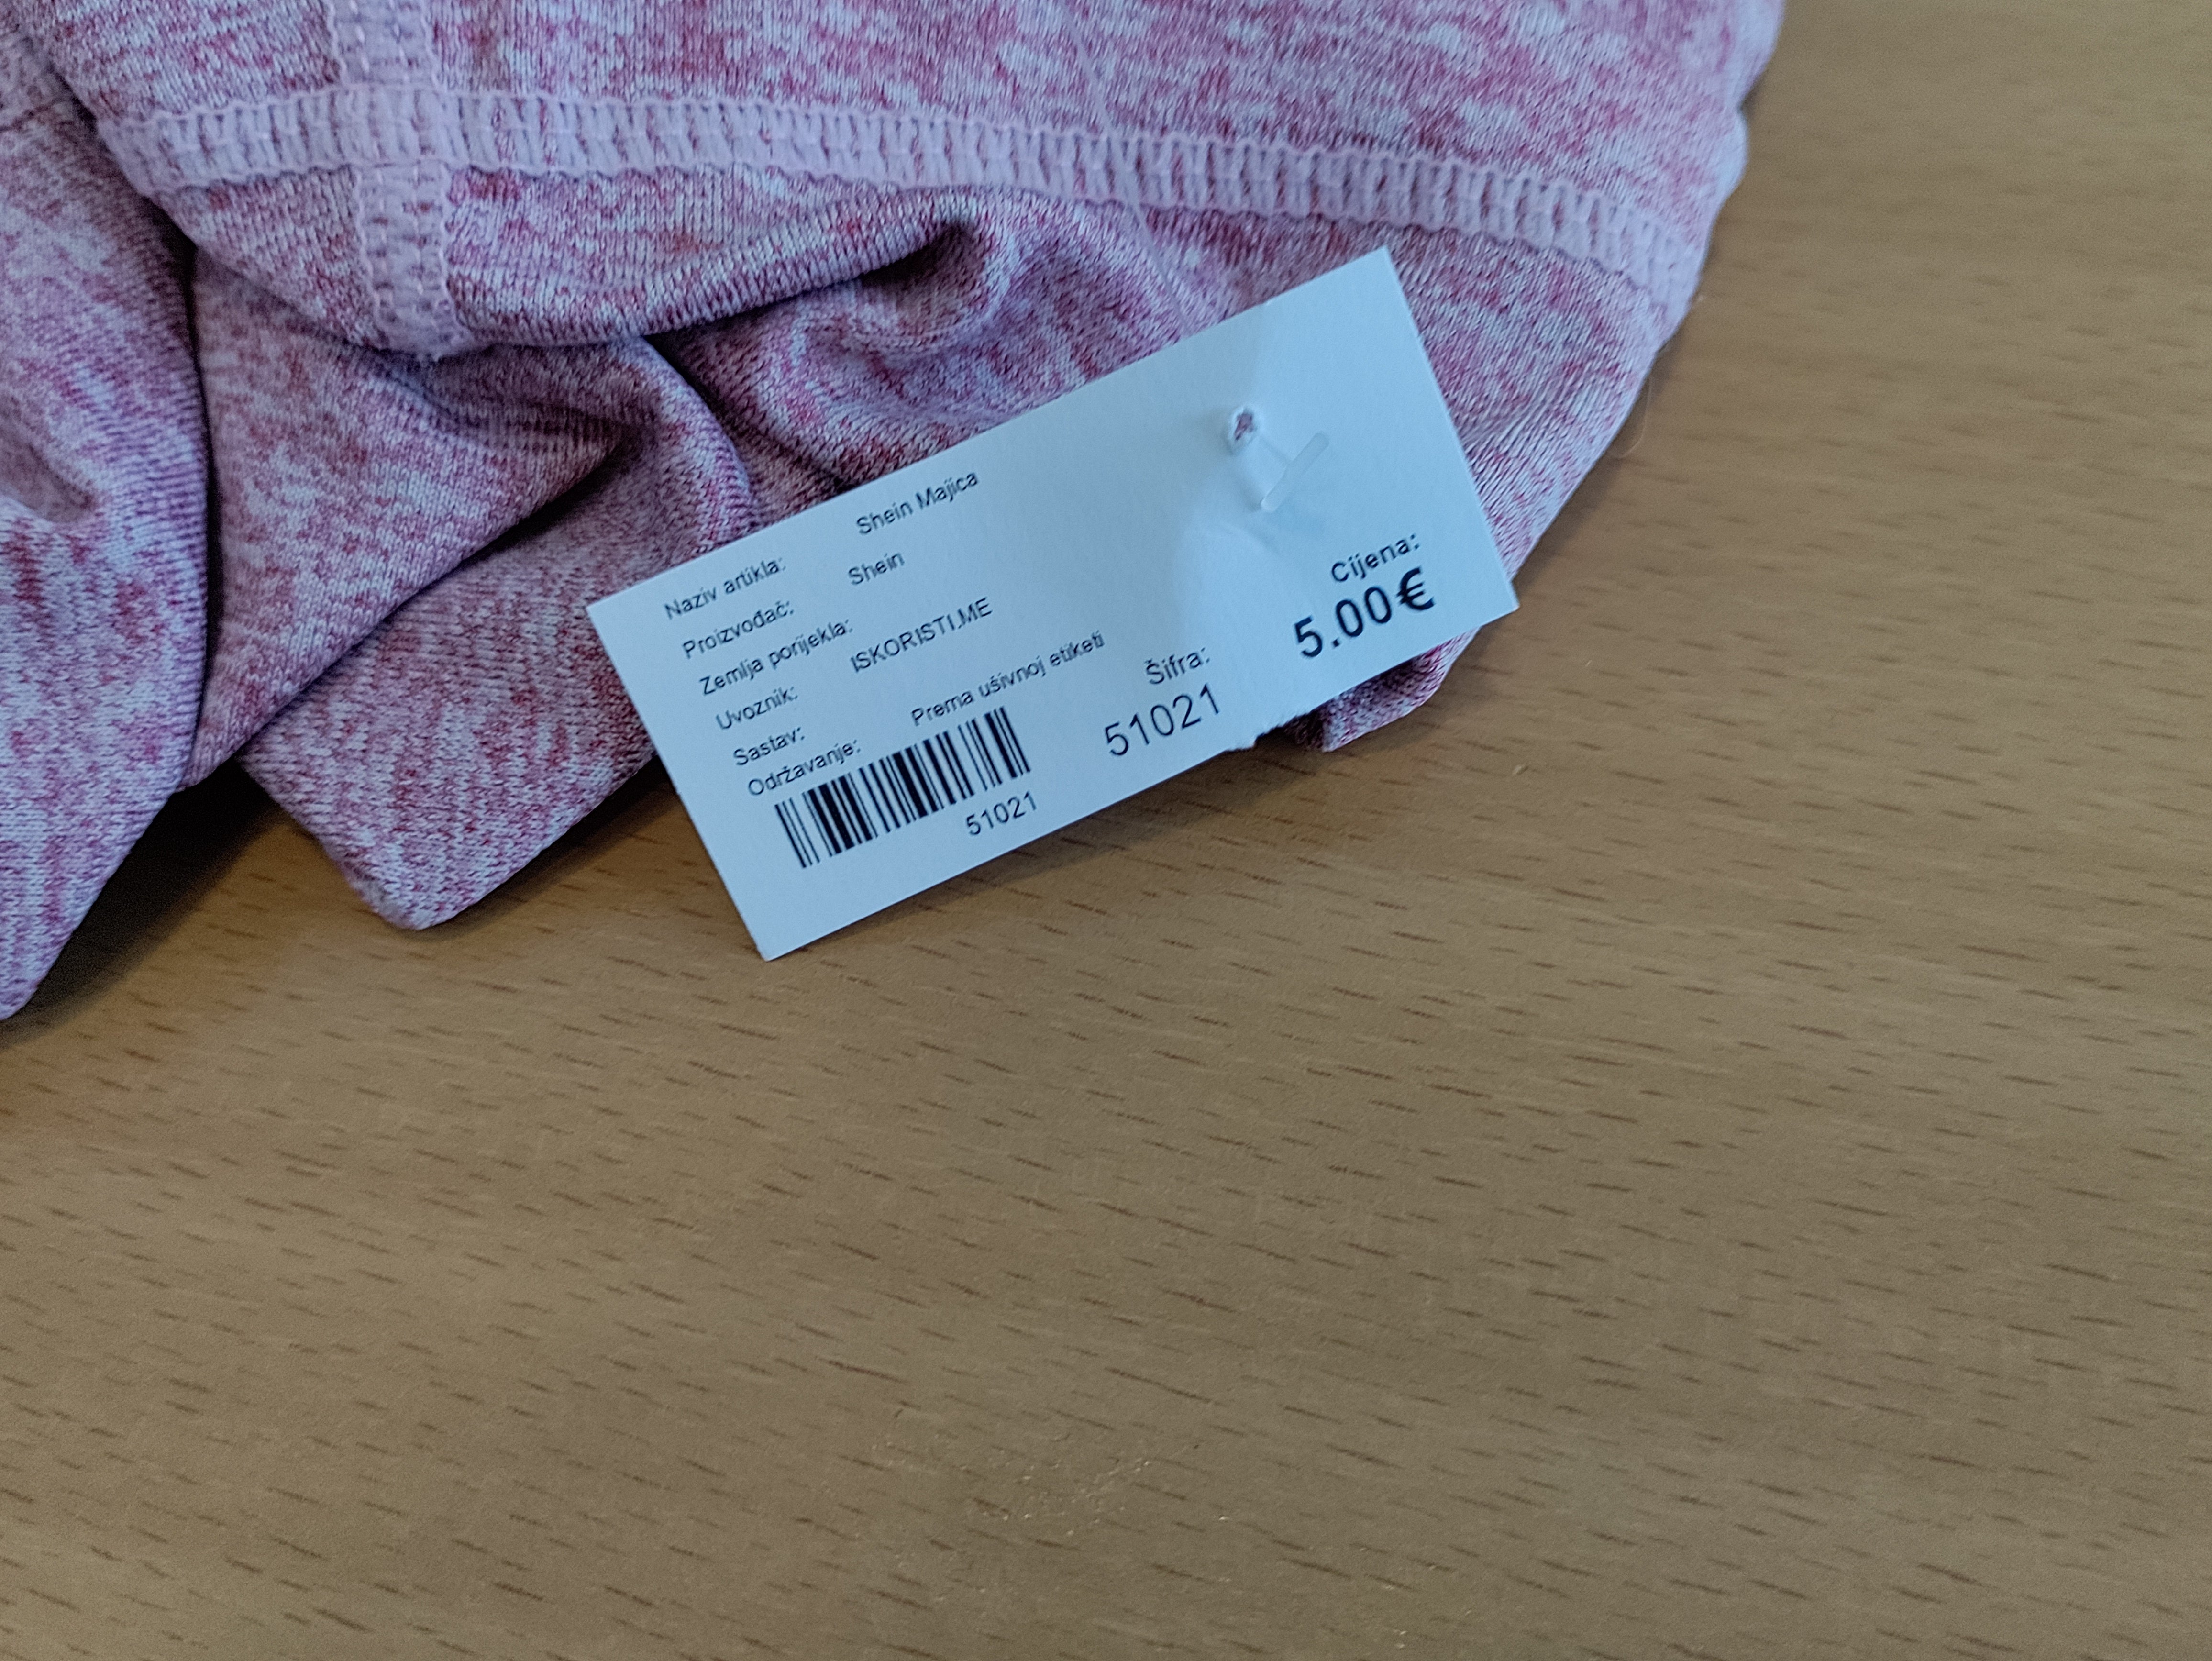 Naziv artikla: Shein Majica
Proizvođač: Shein
Zemlja porijekla:
Uvoznik: ISKORISTI.ME
Sastav:
Održavanje: Prema ušivnoj etiketi
51021
Šifra:
51021
Cijena:
5.00€